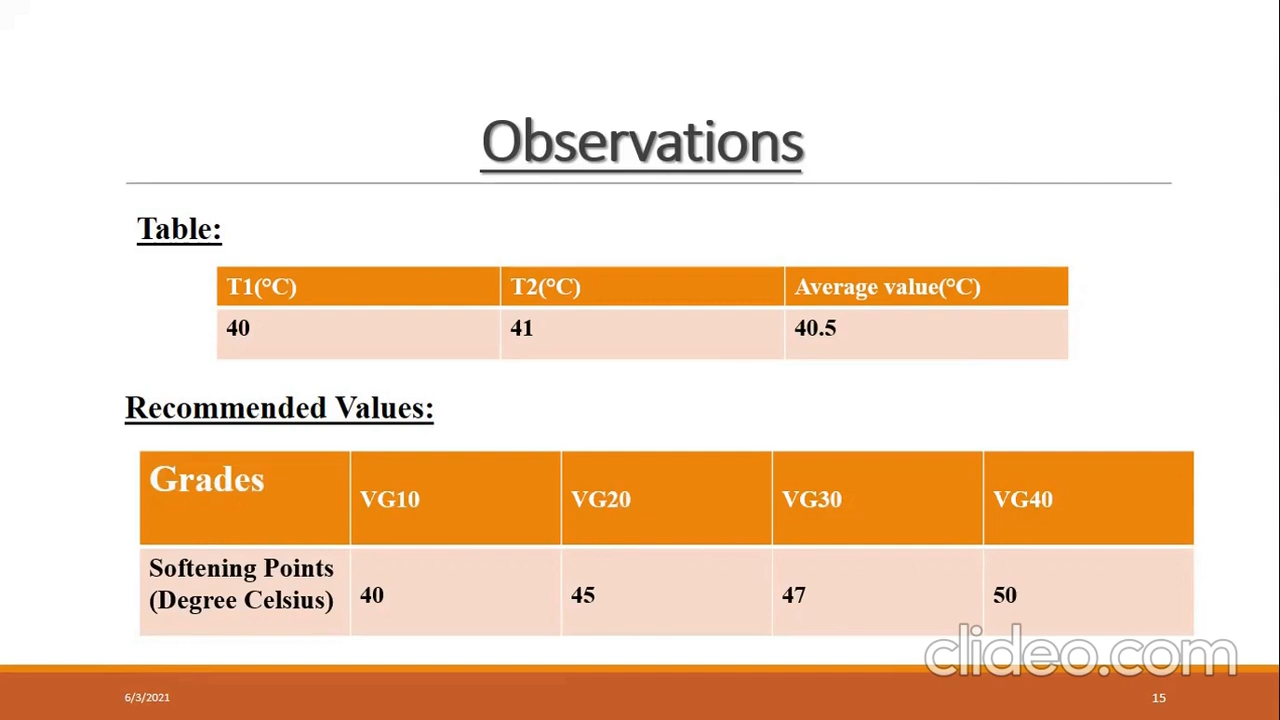 Observations
Table:
T1(°C) T2(°C) Average value(°C)
40 41 40.5
Recommended Values:
Grades VG10 VG20 VG30 VG40
Softening Points
(Degree Celsius) 40 45 47 50
clideo.com
6/3/2021 15